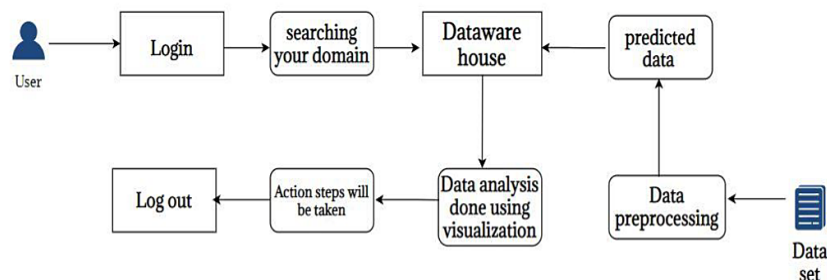 User
Login
searching
your domain
Dataware
house
predicted
data
Log out
Action steps will
be taken
Data analysis
done using
visualization
Data
preprocessing
Data
set